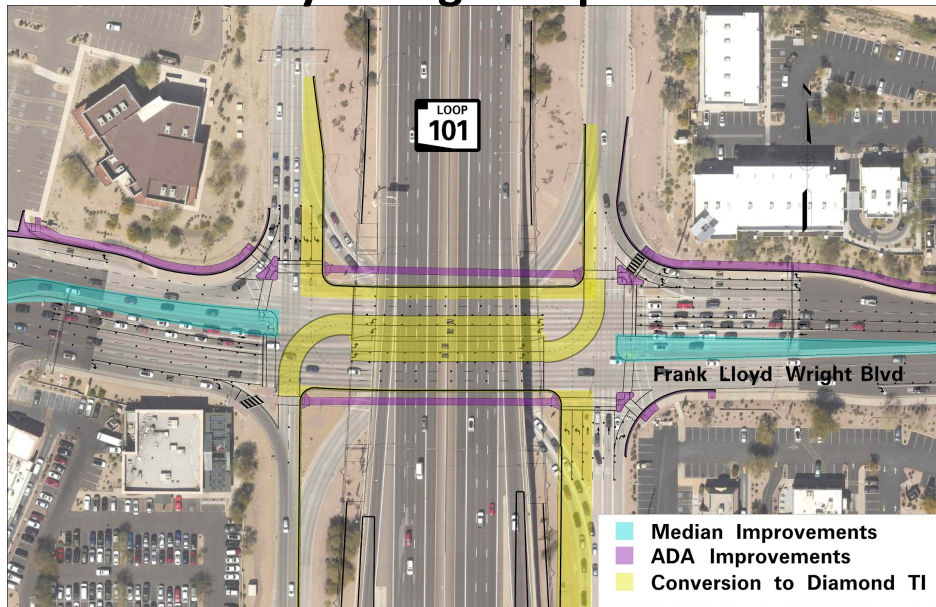 LOOP
101
Frank Lloyd Wright Blvd
Median Improvements
ADA Improvements
Conversion to Diamond TI